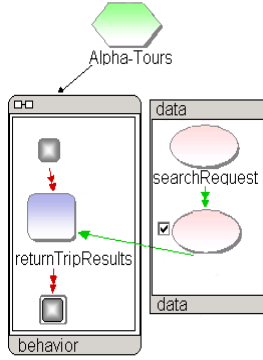 Alpha-Tours
data
searchRequest
returnTripResults
data
behavior